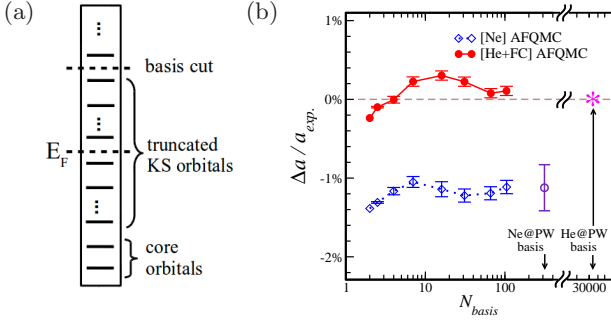 (a)
basis cut
truncated
KS orbitals
E_F
core
orbitals
(b)
[Ne] AFQMC
[He+FC] AFQMC
1%
0%
-1%
-2%
Δa / a_exp.
Ne@PW
basis
He@PW
basis
1
10
100
30000
N_basis